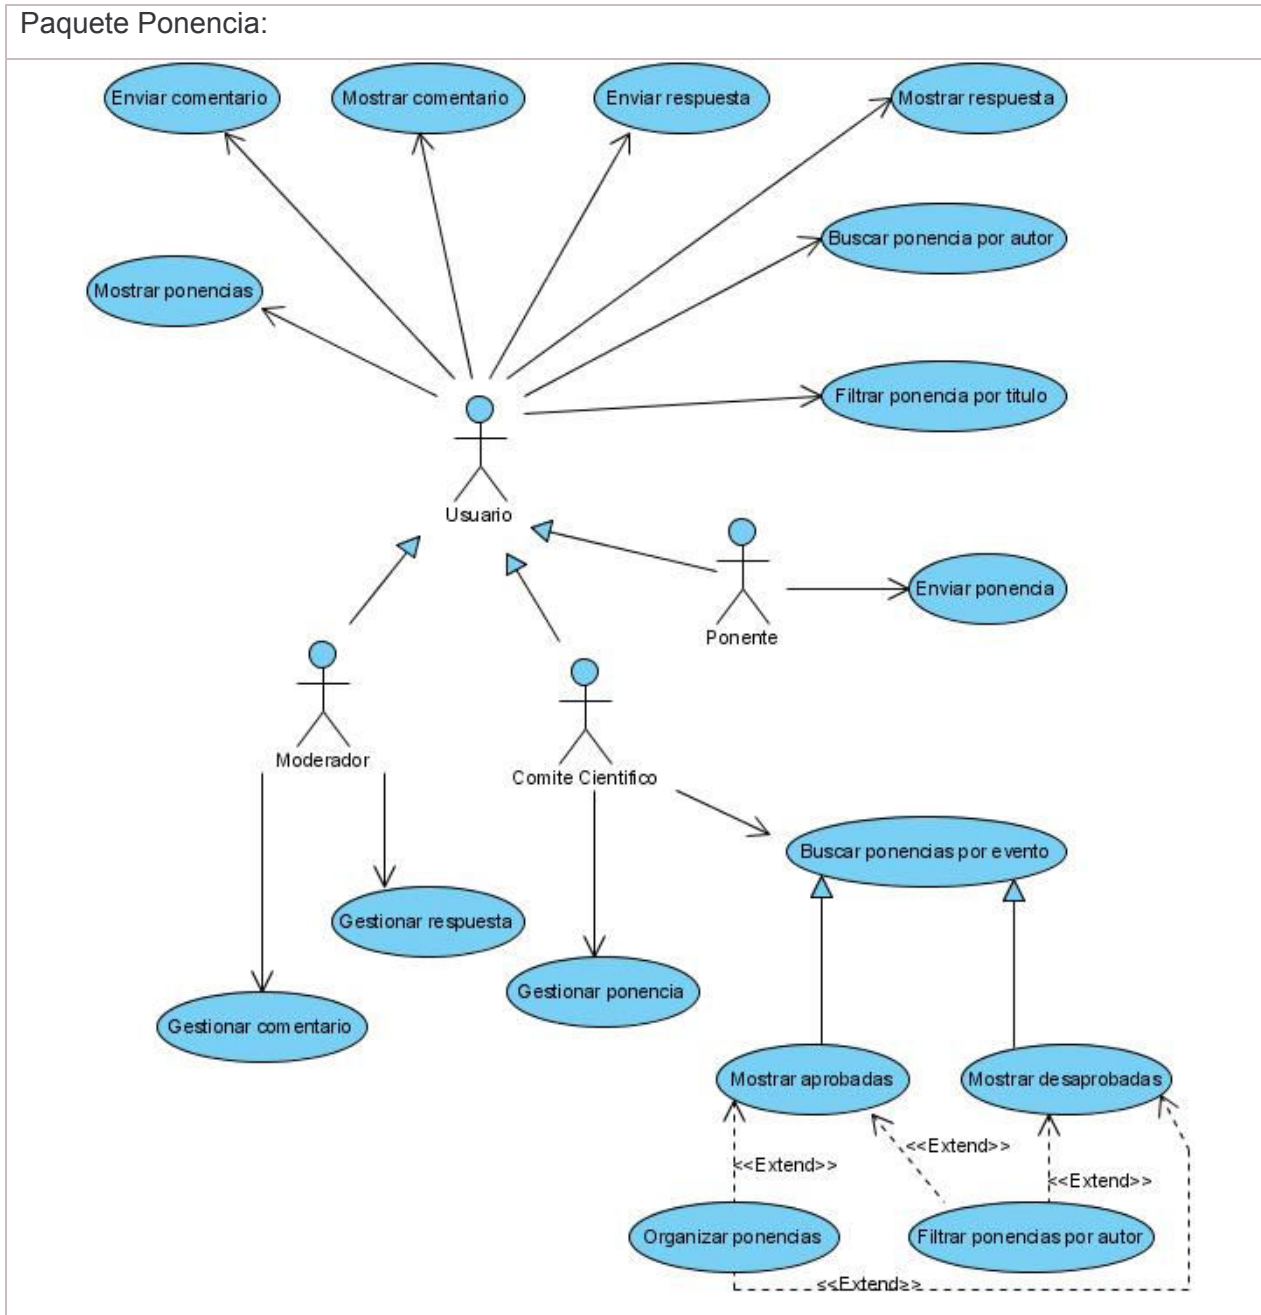 Paquete Ponencia:
Enviar comentario
Mostrar comentario
Enviar respuesta
Mostrar respuesta
Buscar ponencia por autor
Mostrar ponencias
Filtrar ponencia por titulo
Usuario
Enviar ponencia
Ponente
Moderador
Comite Cientifico
Buscar ponencias por evento
Gestionar respuesta
Gestionar ponencia
Gestionar comentario
Mostrar aprobadas
Mostrar desaprobadas
<<Extend>>
<<Extend>>
<<Extend>>
Organizar ponencias
Filtrar ponencias por autor
<<Extend>>